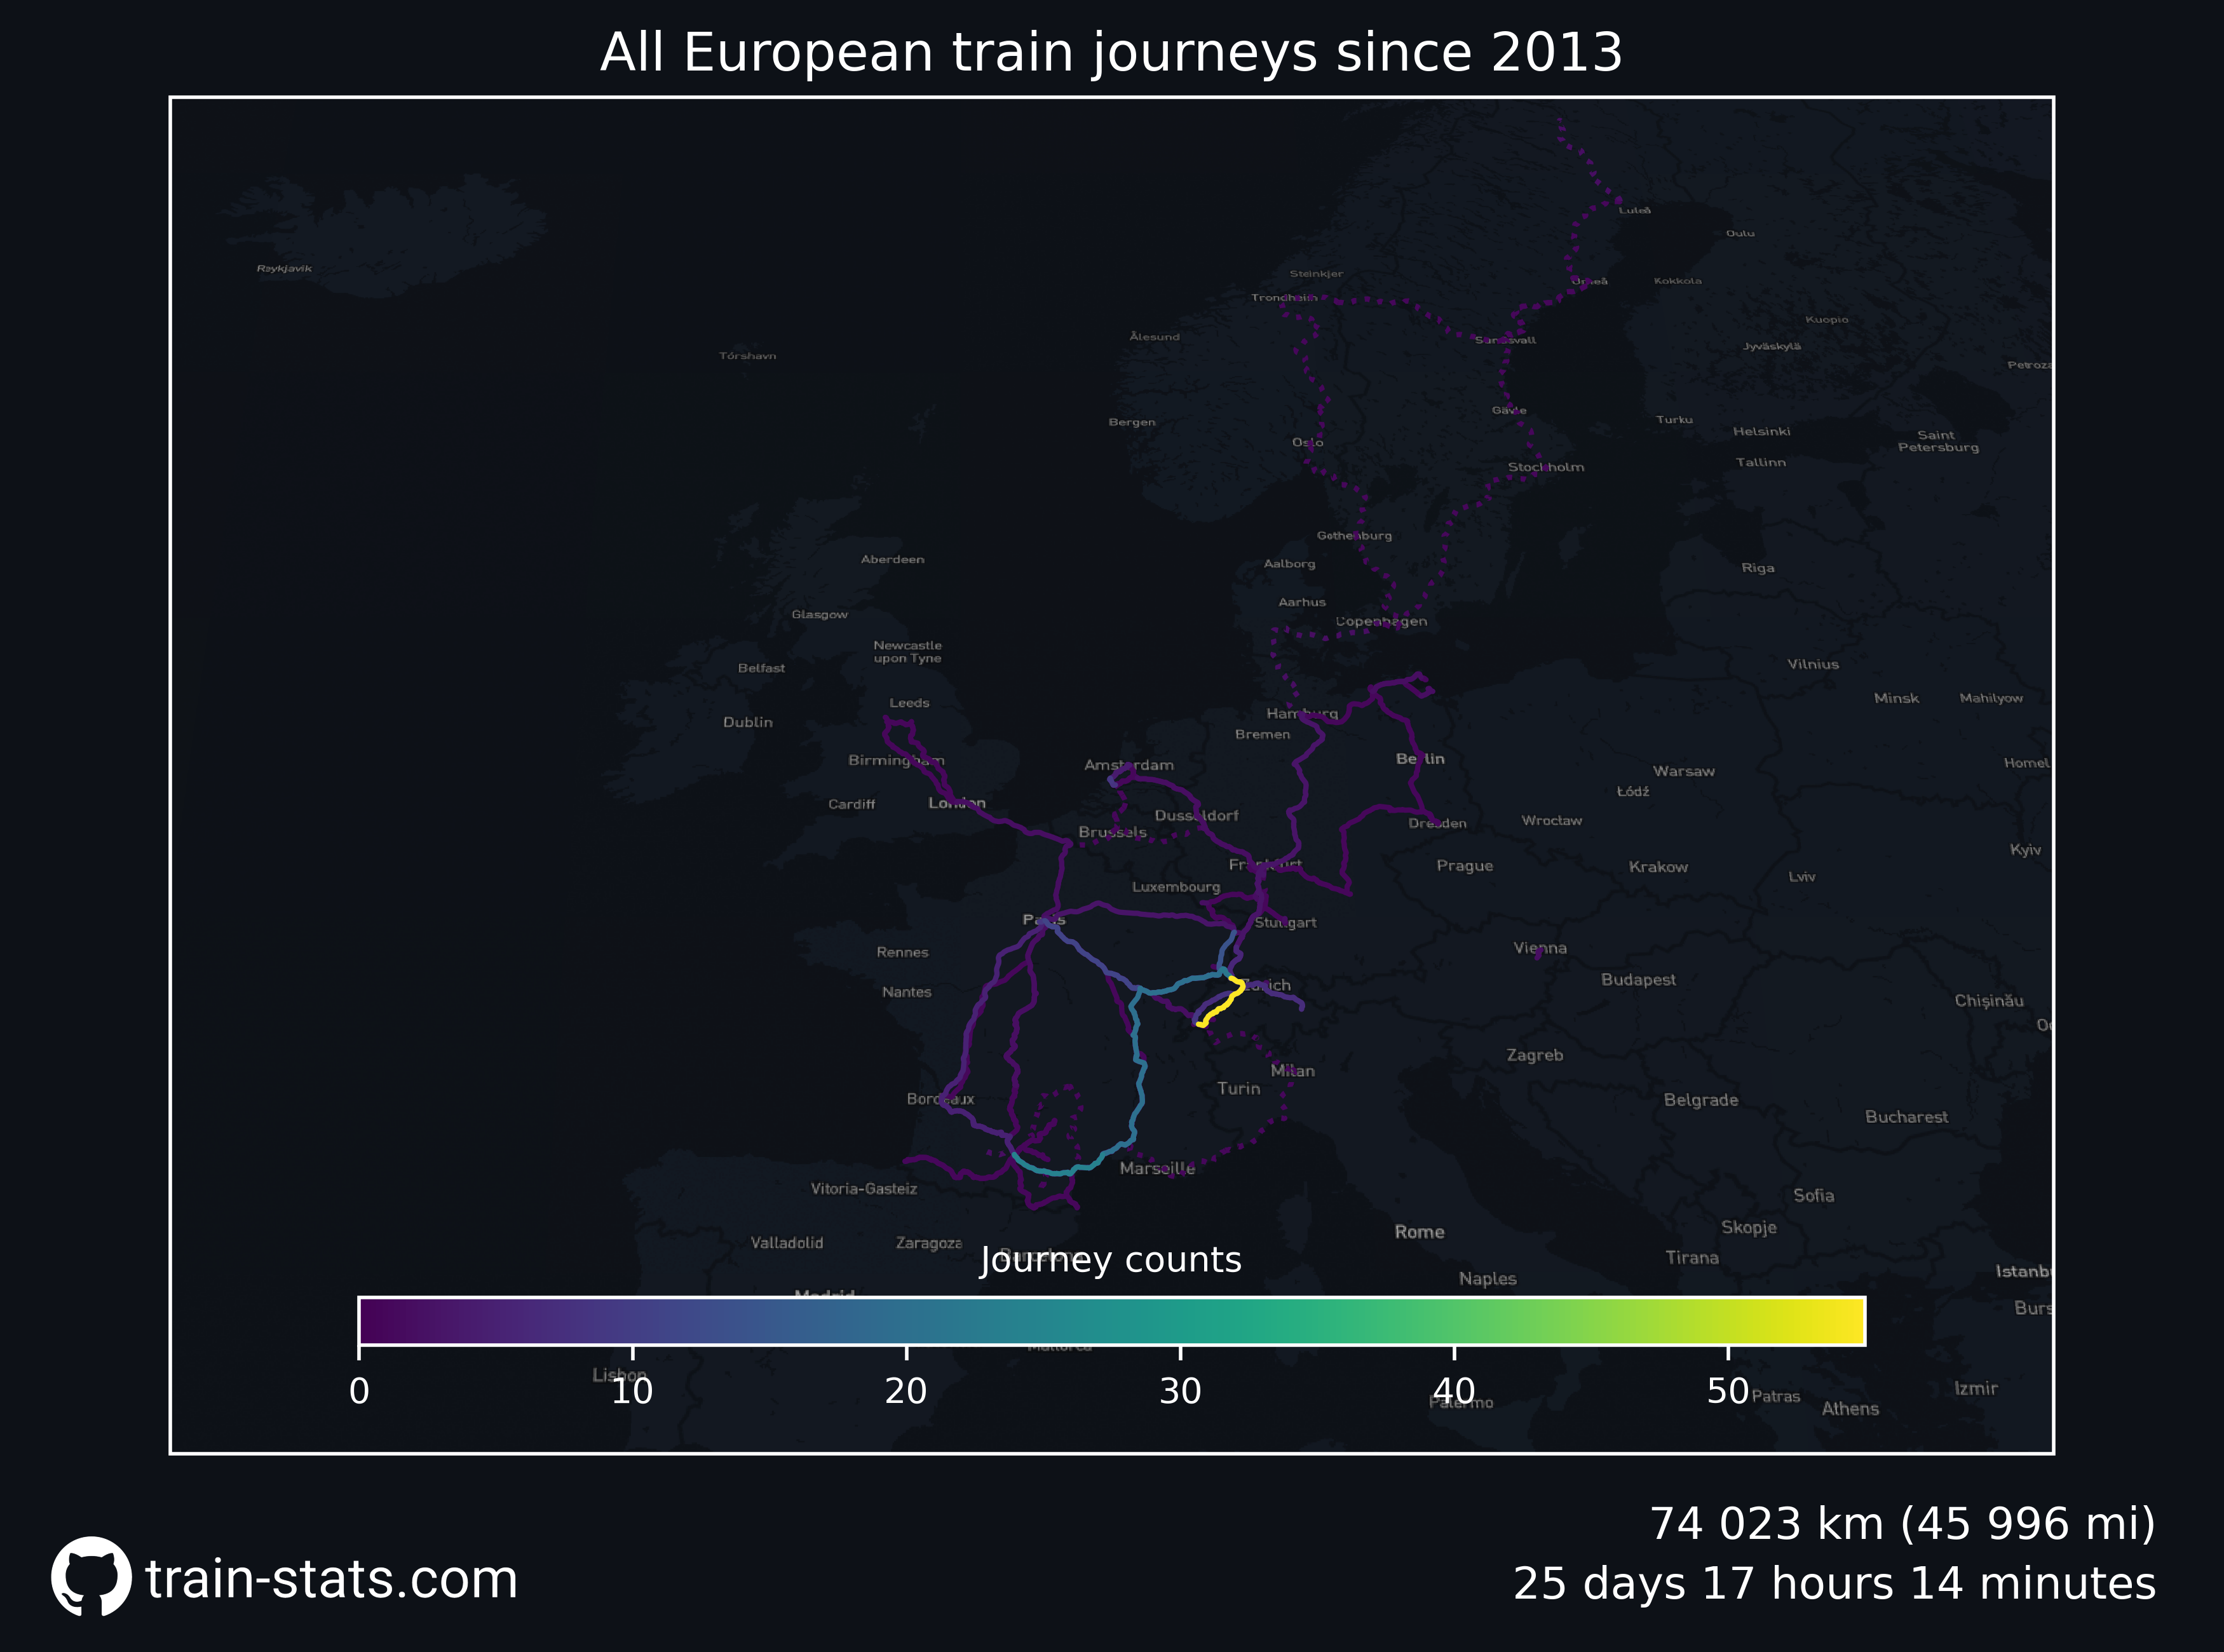 All European train journeys since 2013
Luleå
Oulu
Reykjavik
Steinkjer
Umeå
Kokkola
Trondheim
Kuopio
Ålesund
Sundsvall
Jyväskylä
Tórshavn
Petroza
Gävle
Bergen
Turku
Helsinki
Saint
Petersburg
Oslo
Tallinn
Stockholm
Gothenburg
Aberdeen
Aalborg
Riga
Aarhus
Glasgow
Copenhagen
Newcastle
upon Tyne
Belfast
Vilnius
Minsk
Mahilyow
Leeds
Hamburg
Dublin
Bremen
Birmingham
Amsterdam
Berlin
Homel
Warsaw
Łódź
Cardiff
London
Dusseldorf
Wrocław
Dresden
Brussels
Kyiv
Frankfurt
Prague
Krakow
Lviv
Luxembourg
Paris
Stuttgart
Rennes
Vienna
Budapest
Zürich
Nantes
Chișinău
Zagreb
Milan
Turin
Bordeaux
Belgrade
Bucharest
Marseille
Vitoria-Gasteiz
Sofia
Rome
Skopje
Valladolid
Zaragoza
Barcelona
Journey counts
Tirana
Istanbu
Naples
Madrid
Burs
Mallorca
Lisbon
Palermo
Patras
Athens
Izmir
0 10 20 30 40 50
74 023 km (45 996 mi)
train-stats.com
25 days 17 hours 14 minutes